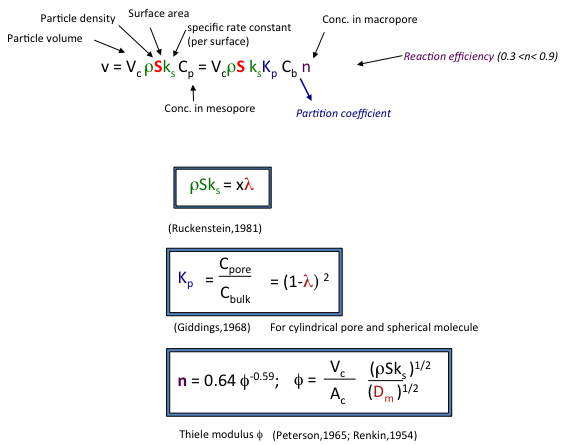 Surface area
Particle density
specific rate constant
(per surface)
Conc. in macropore
Particle volume
v = Vc ρSks Cp = VcρS ksKp Cb n
Reaction efficiency (0.3 <n< 0.9)
Conc. in mesopore
Partition coefficient
ρSks = xλ
(Ruckenstein,1981)
Kp = Cpore / Cbulk = (1-λ) 2
(Giddings,1968) For cylindrical pore and spherical molecule
n = 0.64 ϕ-0.59; ϕ = Vc / Ac (ρSks)1/2 / (Dm)1/2
Thiele modulus ϕ (Peterson,1965; Renkin,1954)